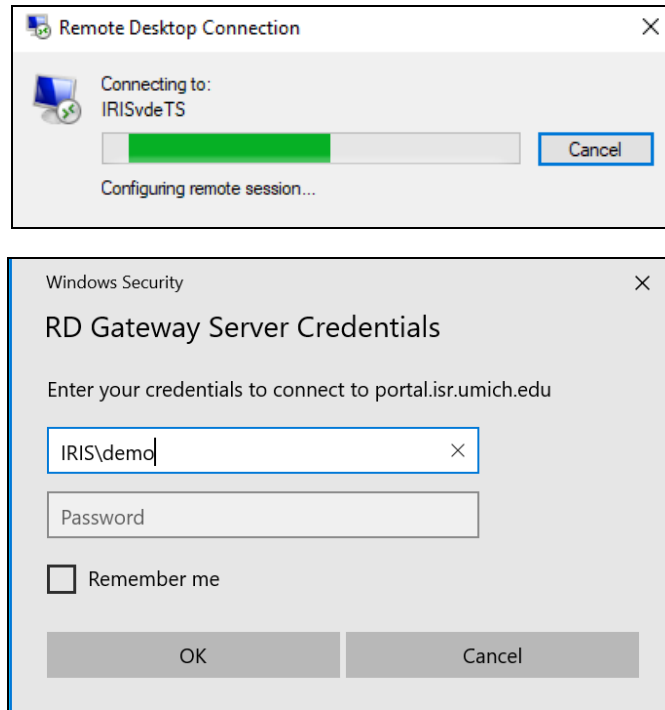 Remote Desktop Connection
Connecting to:
IRISvdeTS
Cancel
Configuring remote session...
Windows Security
RD Gateway Server Credentials
Enter your credentials to connect to portal.isr.umich.edu
IRIS\demo
Password
Remember me
OK Cancel